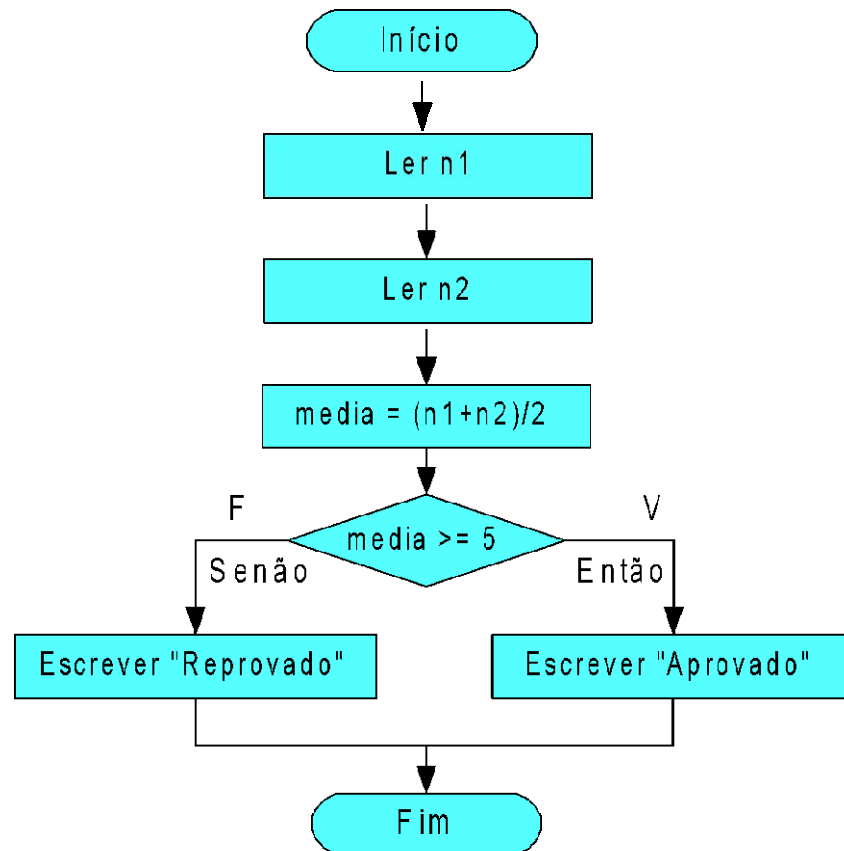 Início
Ler n1
Ler n2
media = (n1+n2)/2
media >= 5
F
Senão
V
Então
Escrever "Reprovado"
Escrever "Aprovado"
Fim